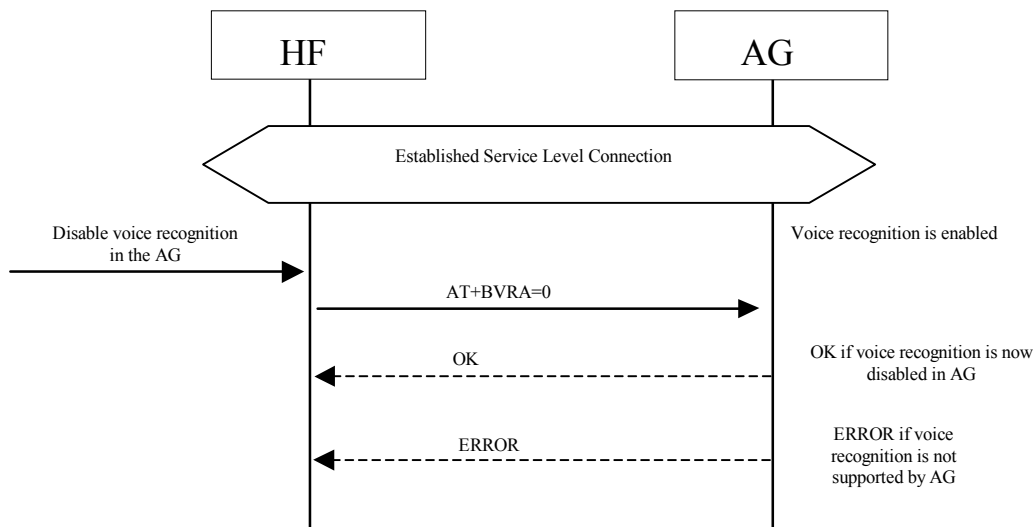 HF
AG
Established Service Level Connection
Disable voice recognition
in the AG
Voice recognition is enabled
AT+BVRA=0
OK
OK if voice recognition is now
disabled in AG
ERROR
ERROR if voice
recognition is not
supported by AG